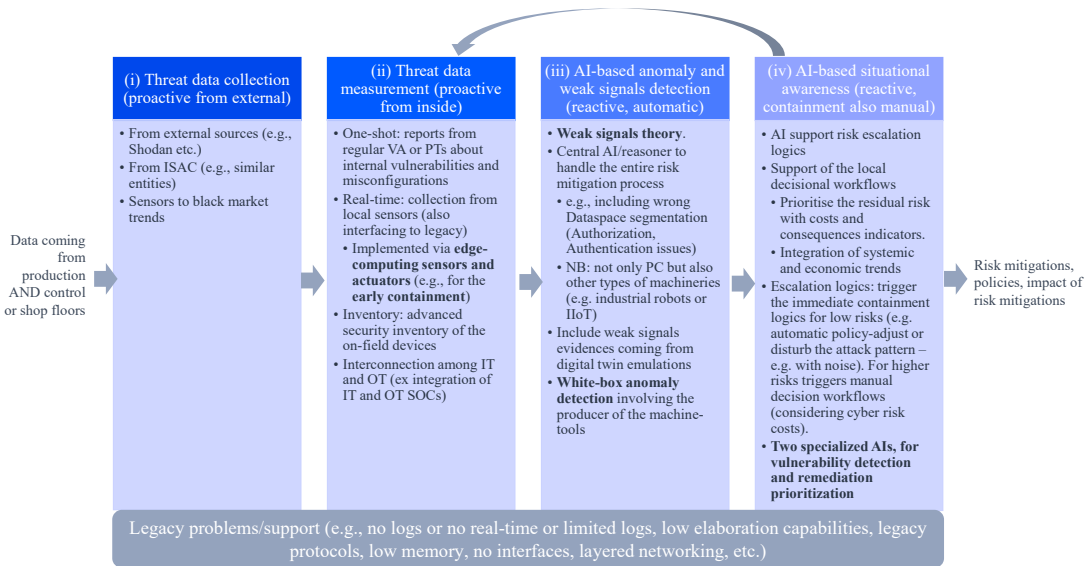 Data coming
from
production
AND control
or shop floors
(i) Threat data collection
(proactive from external)
• From external sources (e.g.,
Shodan etc.)
• From ISAC (e.g., similar
entities)
• Sensors to black market
trends
(ii) Threat data
measurement (proactive
from inside)
• One-shot: reports from
regular VA or PTs about
internal vulnerabilities and
misconfigurations
• Real-time: collection from
local sensors (also
interfacing to legacy)
• Implemented via edge-
computing sensors and
actuators (e.g., for the
early containment)
• Inventory: advanced
security inventory of the
on-field devices
• Interconnection among IT
and OT (ex integration of
IT and OT SOCs)
(iii) AI-based anomaly and
weak signals detection
(reactive, automatic)
• Weak signals theory.
• Central AI/reasoner to
handle the entire risk
mitigation process
• e.g., including wrong
Dataspace segmentation
(Authorization,
Authentication issues)
• NB: not only PC but also
other types of machineries
(e.g. industrial robots or
IIoT)
• Include weak signals
evidences coming from
digital twin emulations
• White-box anomaly
detection involving the
producer of the machine-
tools
(iv) AI-based situational
awareness (reactive,
containment also manual)
• AI support risk escalation
logics
• Support of the local
decisional workflows
• Prioritise the residual risk
with costs and
consequences indicators.
• Integration of systemic
and economic trends
• Escalation logics: trigger
the immediate containment
logics for low risks (e.g.
automatic policy-adjust or
disturb the attack pattern –
e.g. with noise). For higher
risks triggers manual
decision workflows
(considering cyber risk
costs).
• Two specialized AIs, for
vulnerability detection
and remediation
prioritization
Risk mitigations,
policies, impact of
risk mitigations
Legacy problems/support (e.g., no logs or no real-time or limited logs, low elaboration capabilities, legacy
protocols, low memory, no interfaces, layered networking, etc.)